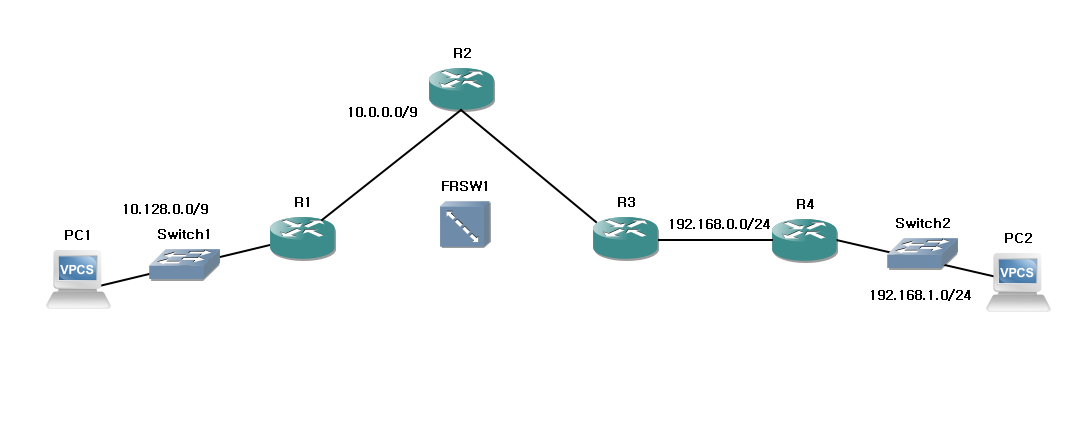 R2
10.0.0.0/9
FRSW1
R1
10.128.0.0/9
Switch1
PC1
VPCS
R3
192.168.0.0/24
R4
Switch2
PC2
VPCS
192.168.1.0/24